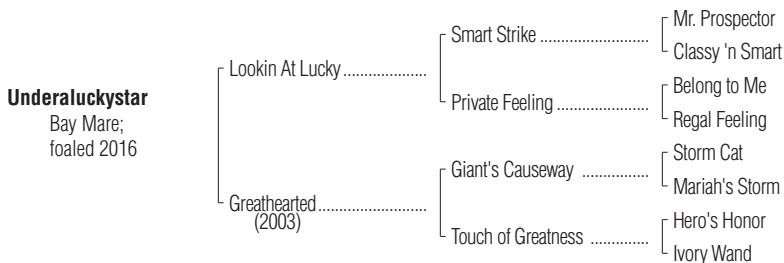 Underaluckystar
Bay Mare;
foaled 2016
Lookin At Lucky
Greathearted
(2003)
Smart Strike
Private Feeling
Giant's Causeway
Touch of Greatness
Mr. Prospector
Classy 'n Smart
Belong to Me
Regal Feeling
Storm Cat
Mariah's Storm
Hero's Honor
Ivory Wand